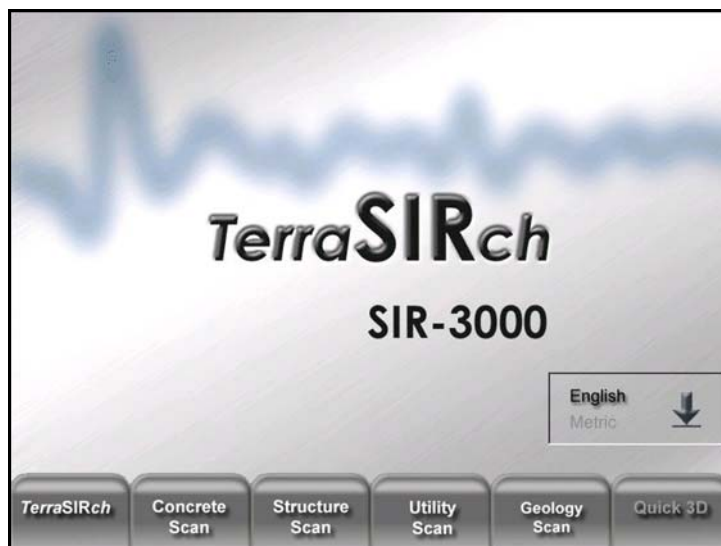 TerraSIRch
SIR-3000
English
Metric
TerraSIRch
Concrete
Scan
Structure
Scan
Utility
Scan
Geology
Scan
Quick 3D